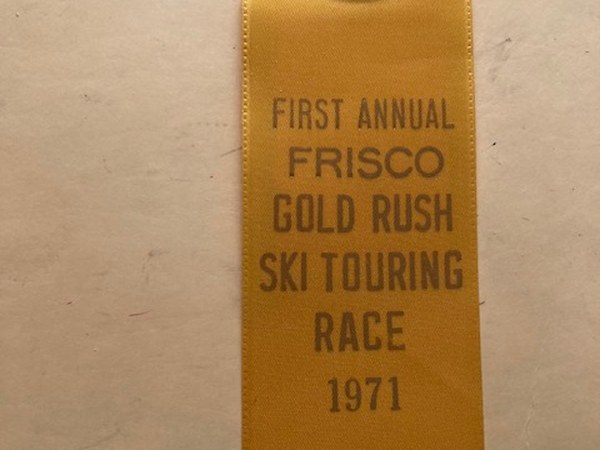 FIRST ANNUAL
FRISCO
GOLD RUSH
SKI TOURING
RACE
1971